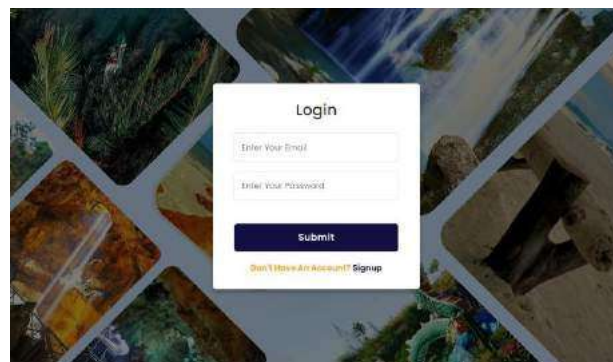 Login
Enter Your Email
Enter Your Password
Submit
Don't Have An Account? Signup